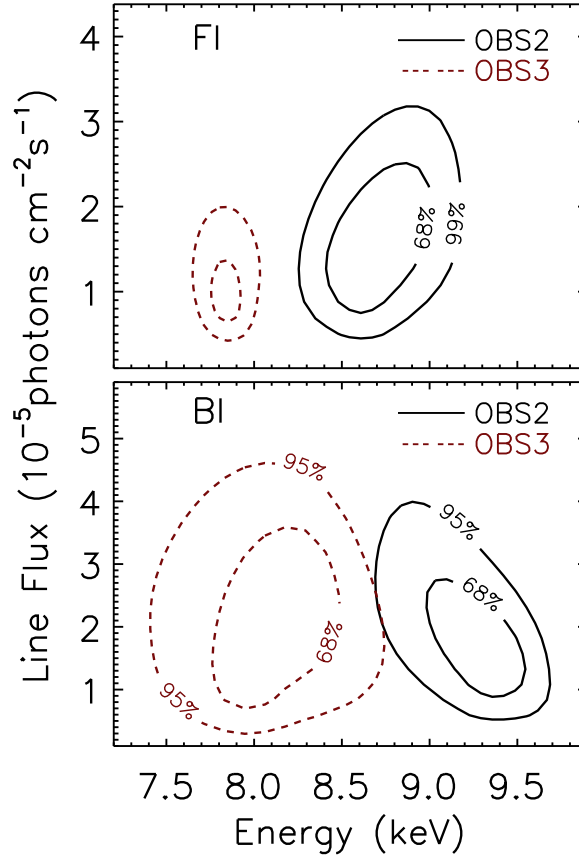 FI
OBS2
OBS3
4
3
2
1
68%
99%
BI
OBS2
OBS3
5
4
3
2
1
95%
95%
68%
68%
95%
7.5 8.0 8.5 9.0 9.5
Energy (keV)
Line Flux (10⁻⁵photons cm⁻²s⁻¹)